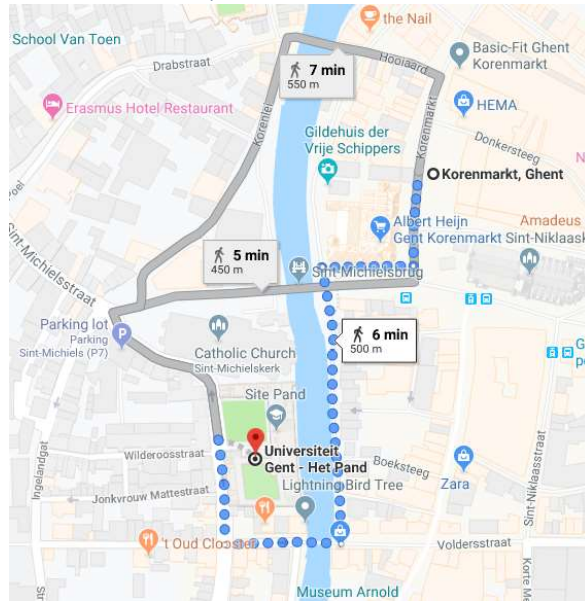 the Nail
School Van Toen
Drabstraat
Hooiaard
Basic-Fit Ghent
Korenmarkt
7 min
550 m
Erasmus Hotel Restaurant
HEMA
Korenlei
Korenmarkt
Gildehuis der
Vrije Schippers
Donkersteeg
Poel
Korenmarkt, Ghent
Albert Heijn
Gent Korenmarkt
Amadeus
Sint-Niklaask
5 min
450 m
Sint-Michielsbrug
Sint-Michielsstraat
Parking lot
Parking
Sint-Michiels (P7)
6 min
500 m
Catholic Church
Sint-Michielskerk
G
po
Site Pand
Universiteit
Gent - Het Pand
Wilderoosstraat
Boeksteeg
Ingelandgat
Lightning Bird Tree
Zara
Sint-Niklaasstraat
Jonkvrouw Mattestraat
't Oud Clooster
Voldersstraat
Korte Me
Museum Arnold